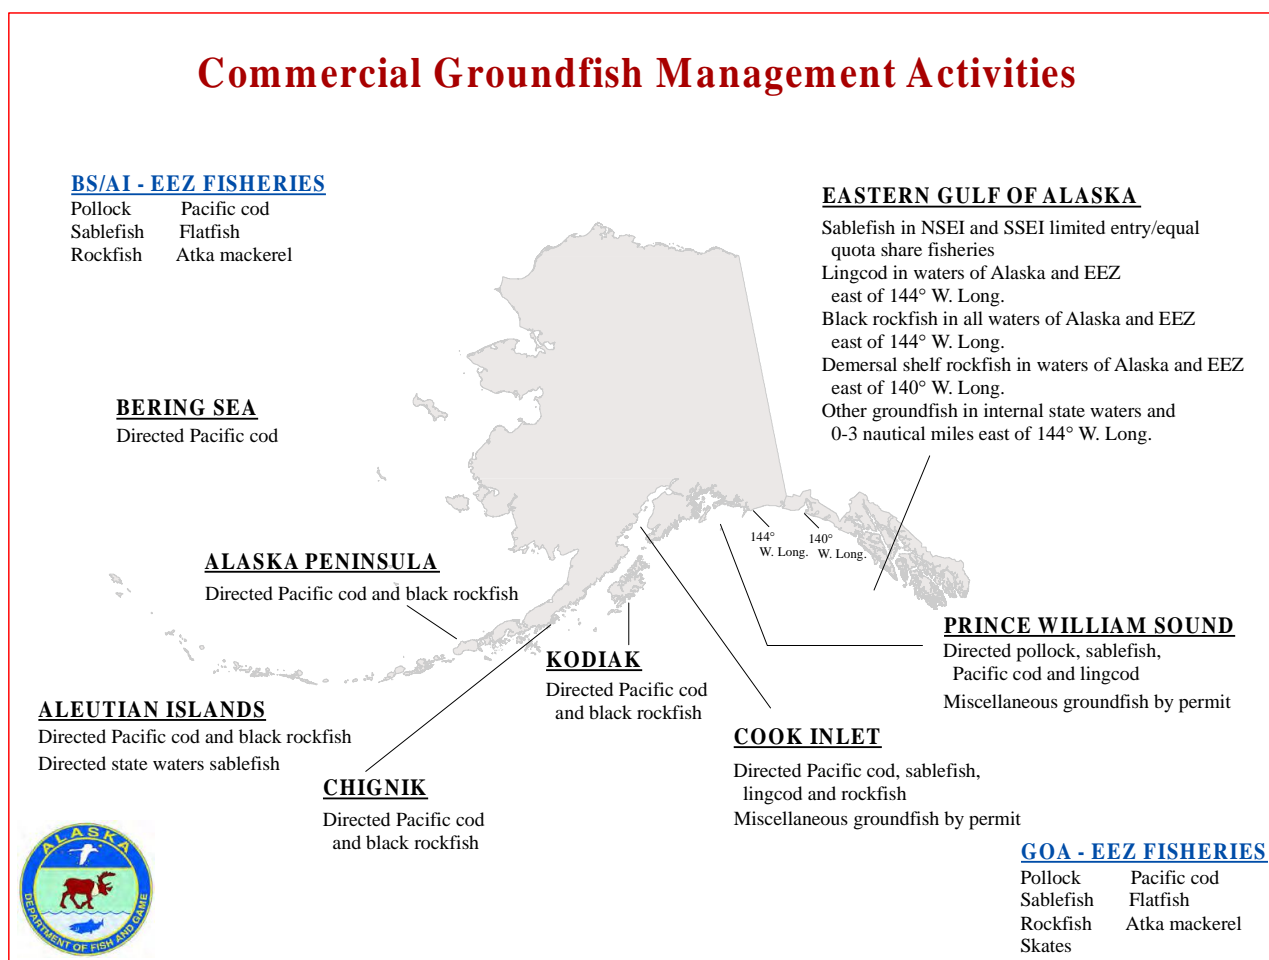 Commercial Groundfish Management Activities
BS/AI - EEZ FISHERIES
Pollock Pacific cod
Sablefish Flatfish
Rockfish Atka mackerel
EASTERN GULF OF ALASKA
Sablefish in NSEI and SSEI limited entry/equal
quota share fisheries
Lingcod in waters of Alaska and EEZ
east of 144° W. Long.
Black rockfish in all waters of Alaska and EEZ
east of 144° W. Long.
Demersal shelf rockfish in waters of Alaska and EEZ
east of 140° W. Long.
Other groundfish in internal state waters and
0-3 nautical miles east of 144° W. Long.
BERING SEA
Directed Pacific cod
144°
W. Long.
140°
W. Long.
ALASKA PENINSULA
Directed Pacific cod and black rockfish
PRINCE WILLIAM SOUND
Directed pollock, sablefish,
Pacific cod and lingcod
Miscellaneous groundfish by permit
KODIAK
Directed Pacific cod
and black rockfish
ALEUTIAN ISLANDS
Directed Pacific cod and black rockfish
Directed state waters sablefish
COOK INLET
Directed Pacific cod, sablefish,
lingcod and rockfish
Miscellaneous groundfish by permit
CHIGNIK
Directed Pacific cod
and black rockfish
ALASKA
DEPARTMENT OF FISH AND GAME
GOA - EEZ FISHERIES
Pollock Pacific cod
Sablefish Flatfish
Rockfish Atka mackerel
Skates